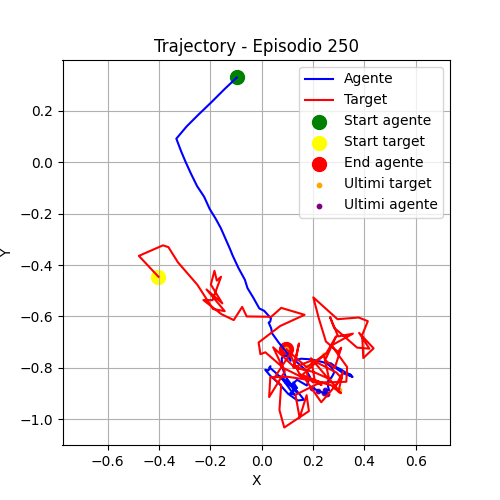 Trajectory - Episodio 250
Agente
Target
Start agente
Start target
End agente
Ultimi target
Ultimi agente
0.2
0.0
−0.2
−0.4
−0.6
−0.8
−1.0
Y
−0.6
−0.4
−0.2
0.0
0.2
0.4
0.6
X